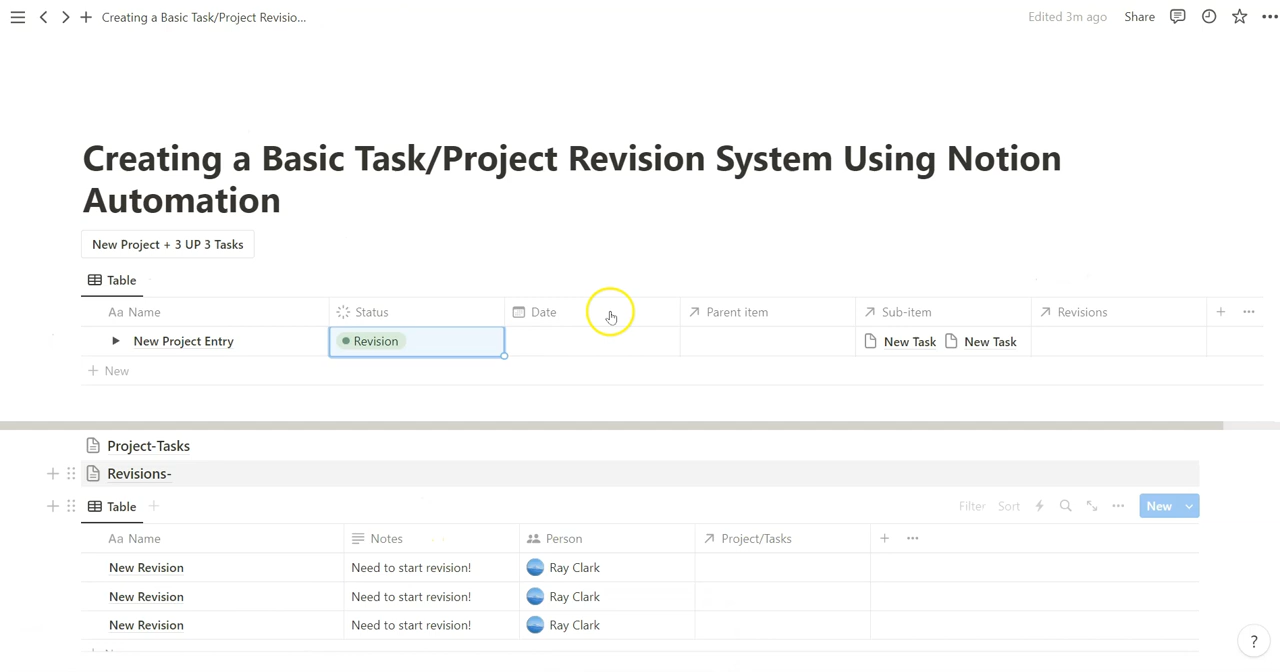 Creating a Basic Task/Project Revisio...
Edited 3m ago
Share
Creating a Basic Task/Project Revision System Using Notion
Automation
New Project + 3 UP 3 Tasks
Table
Aa Name Status Date Parent item Sub-item Revisions
New Project Entry Revision New Task New Task
+ New
Project-Tasks
Revisions-
Table Filter Sort New
Aa Name Notes Person Project/Tasks
New Revision Need to start revision! Ray Clark
New Revision Need to start revision! Ray Clark
New Revision Need to start revision! Ray Clark
?